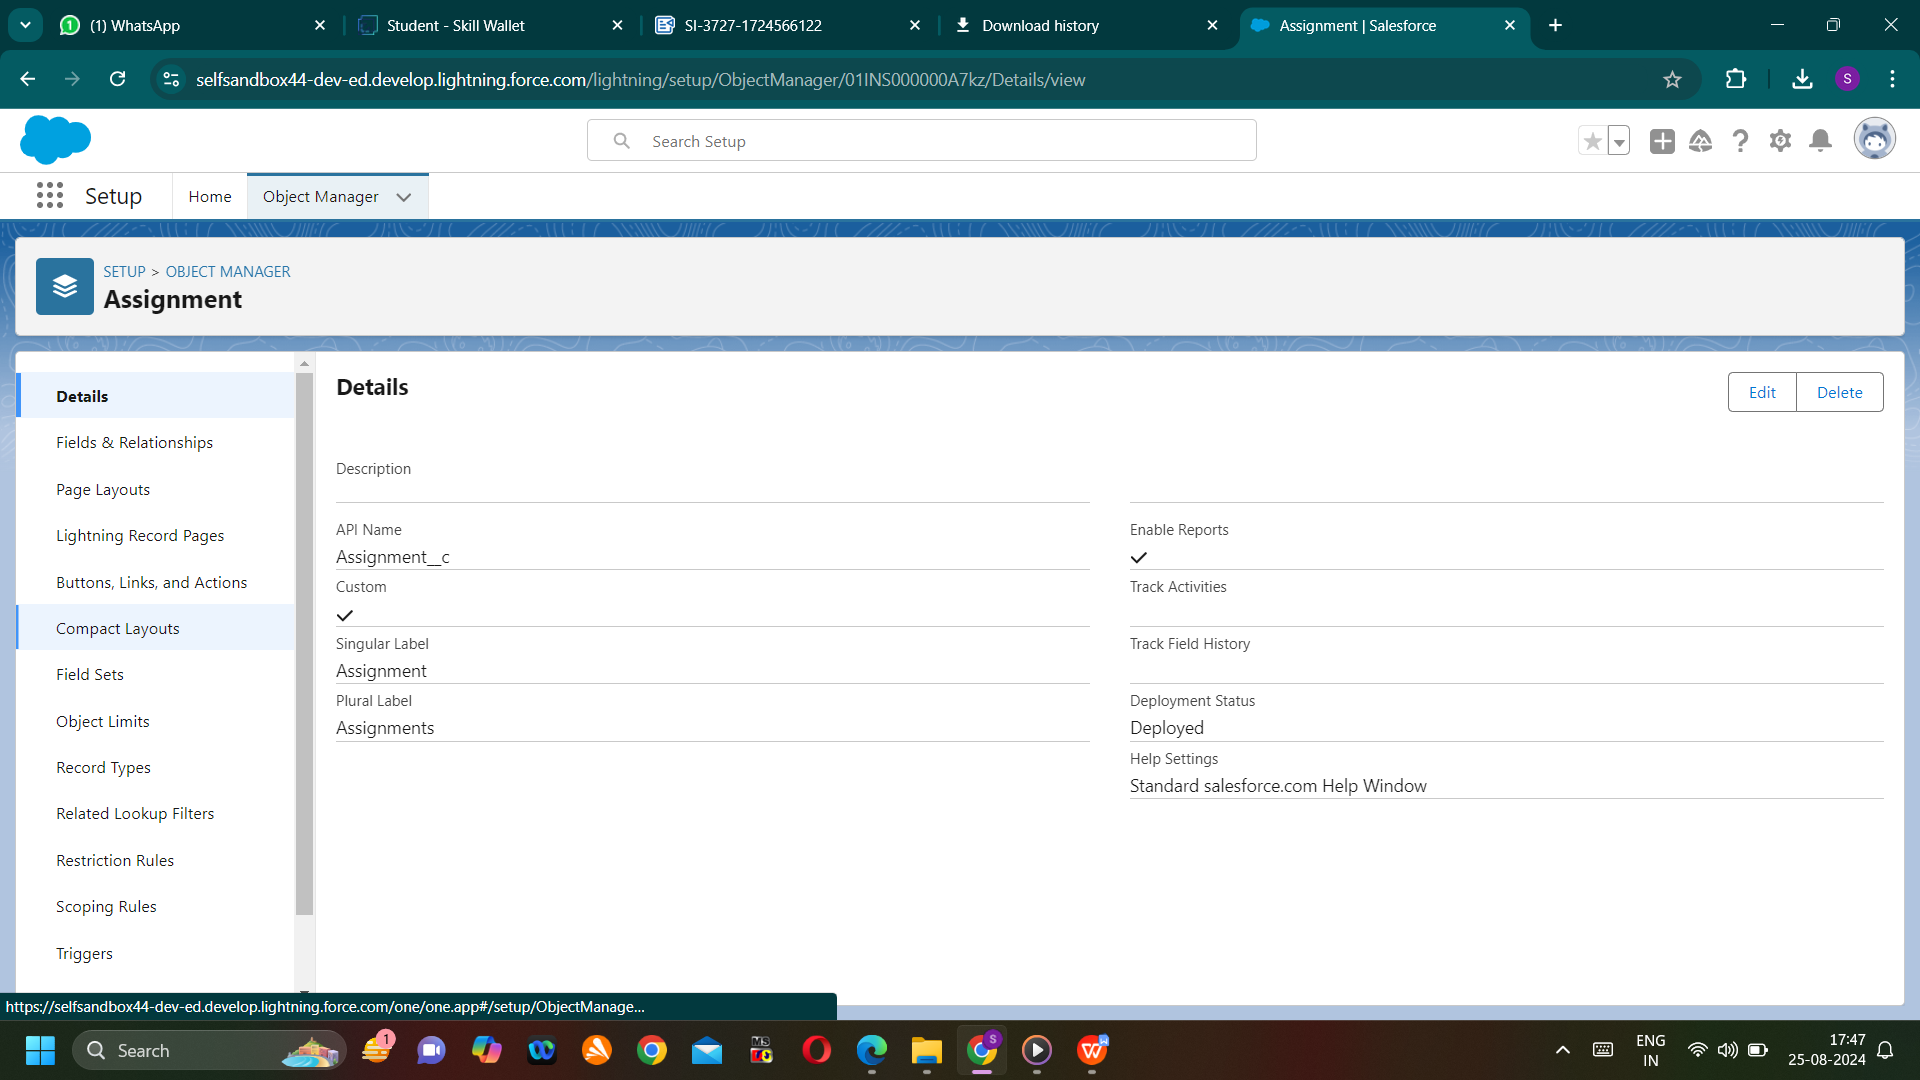 (1) WhatsApp
Student - Skill Wallet
SI-3727-1724566122
Download history
Assignment | Salesforce
selfsandbox44-dev-ed.develop.lightning.force.com/lightning/setup/ObjectManager/01INS000000A7kz/Details/view
S
Search Setup
Setup
Home
Object Manager
SETUP > OBJECT MANAGER
Assignment
Details
Fields & Relationships
Page Layouts
Lightning Record Pages
Buttons, Links, and Actions
Compact Layouts
Field Sets
Object Limits
Record Types
Related Lookup Filters
Restriction Rules
Scoping Rules
Triggers
Details
Edit
Delete
Description
API Name
Assignment__c
Custom
Singular Label
Assignment
Plural Label
Assignments
Enable Reports
Track Activities
Track Field History
Deployment Status
Deployed
Help Settings
Standard salesforce.com Help Window
https://selfsandbox44-dev-ed.develop.lightning.force.com/one/one.app#/setup/ObjectManage...
Search
1
MS
S
W
ENG
IN
17:47
25-08-2024